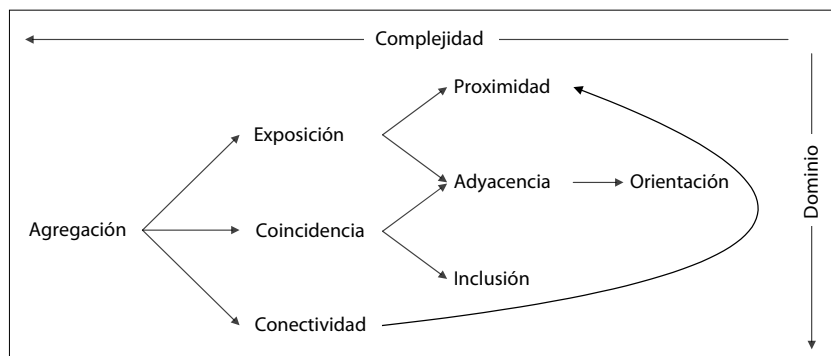 Complejidad
Proximidad
Exposición
Adyacencia
Orientación
Dominio
Agregación
Coincidencia
Inclusión
Conectividad